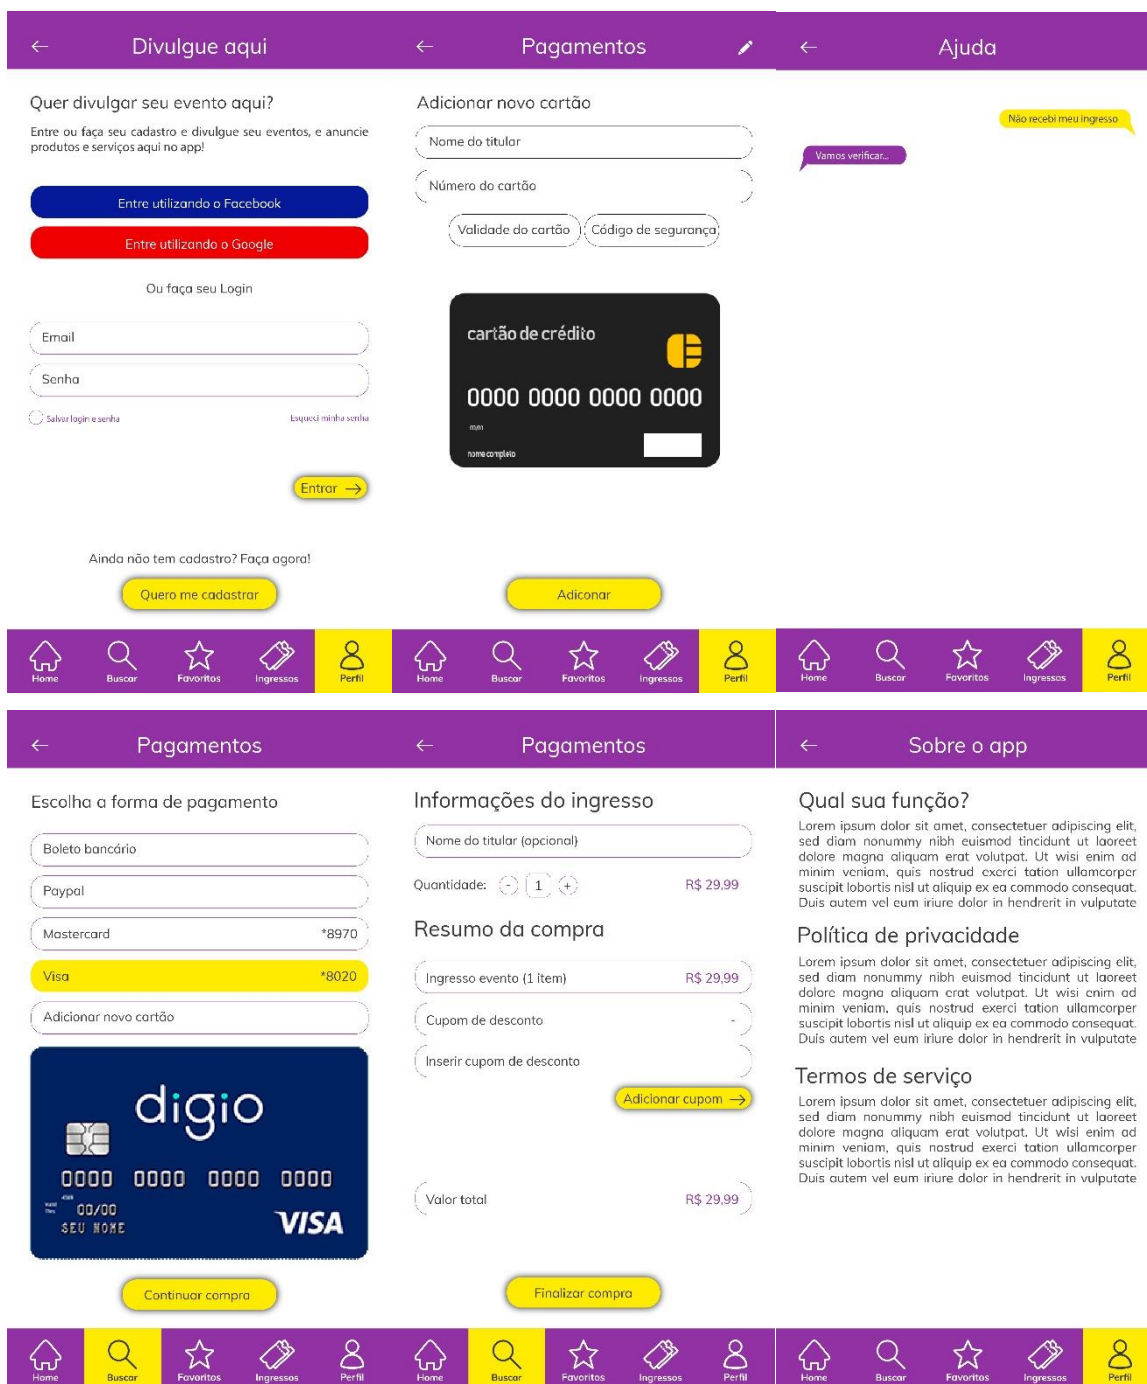 Divulgue aqui
Quer divulgar seu evento aqui?
Entre ou faça seu cadastro e divulgue seu eventos, e anuncie
produtos e serviços aqui no app!
Entre utilizando o Facebook
Entre utilizando o Google
Ou faça seu Login
Email
Senha
Salvar login e senha
Esqueci minha senha
Entrar →
Ainda não tem cadastro? Faça agora!
Quero me cadastrar
Home Buscar Favoritos Ingressos Perfil
Pagamentos
Adicionar novo cartão
Nome do titular
Número do cartão
Validade do cartão
Código de segurança
cartão de crédito
0000 0000 0000 0000
nome completo
Adiconar
Home Buscar Favoritos Ingressos Perfil
Ajuda
Não recebi meu ingresso
Vamos verificar...
Home Buscar Favoritos Ingressos Perfil
Pagamentos
Escolha a forma de pagamento
Boleto bancário
Paypal
Mastercard *8970
Visa *8020
Adicionar novo cartão
digio
0000 0000 0000 0000
00/00
SEU NOME
VISA
Continuar compra
Home Buscar Favoritos Ingressos Perfil
Pagamentos
Informações do ingresso
Nome do titular (opcional)
Quantidade: - 1 + R$ 29,99
Resumo da compra
Ingresso evento (1 item) R$ 29,99
Cupom de desconto -
Inserir cupom de desconto
Adicionar cupom →
Valor total R$ 29,99
Finalizar compra
Home Buscar Favoritos Ingressos Perfil
Sobre o app
Qual sua função?
Lorem ipsum dolor sit amet, consectetuer adipiscing elit,
sed diam nonummy nibh euismod tincidunt ut laoreet
dolore magna aliquam erat volutpat. Ut wisi enim ad
minim veniam, quis nostrud exerci tation ullamcorper
suscipit lobortis nisl ut aliquip ex ea commodo consequat.
Duis autem vel eum iriure dolor in hendrerit in vulputate
Política de privacidade
Lorem ipsum dolor sit amet, consectetuer adipiscing elit,
sed diam nonummy nibh euismod tincidunt ut laoreet
dolore magna aliquam erat volutpat. Ut wisi enim ad
minim veniam, quis nostrud exerci tation ullamcorper
suscipit lobortis nisl ut aliquip ex ea commodo consequat.
Duis autem vel eum iriure dolor in hendrerit in vulputate
Termos de serviço
Lorem ipsum dolor sit amet, consectetuer adipiscing elit,
sed diam nonummy nibh euismod tincidunt ut laoreet
dolore magna aliquam erat volutpat. Ut wisi enim ad
minim veniam, quis nostrud exerci tation ullamcorper
suscipit lobortis nisl ut aliquip ex ea commodo consequat.
Duis autem vel eum iriure dolor in hendrerit in vulputate
Home Buscar Favoritos Ingressos Perfil